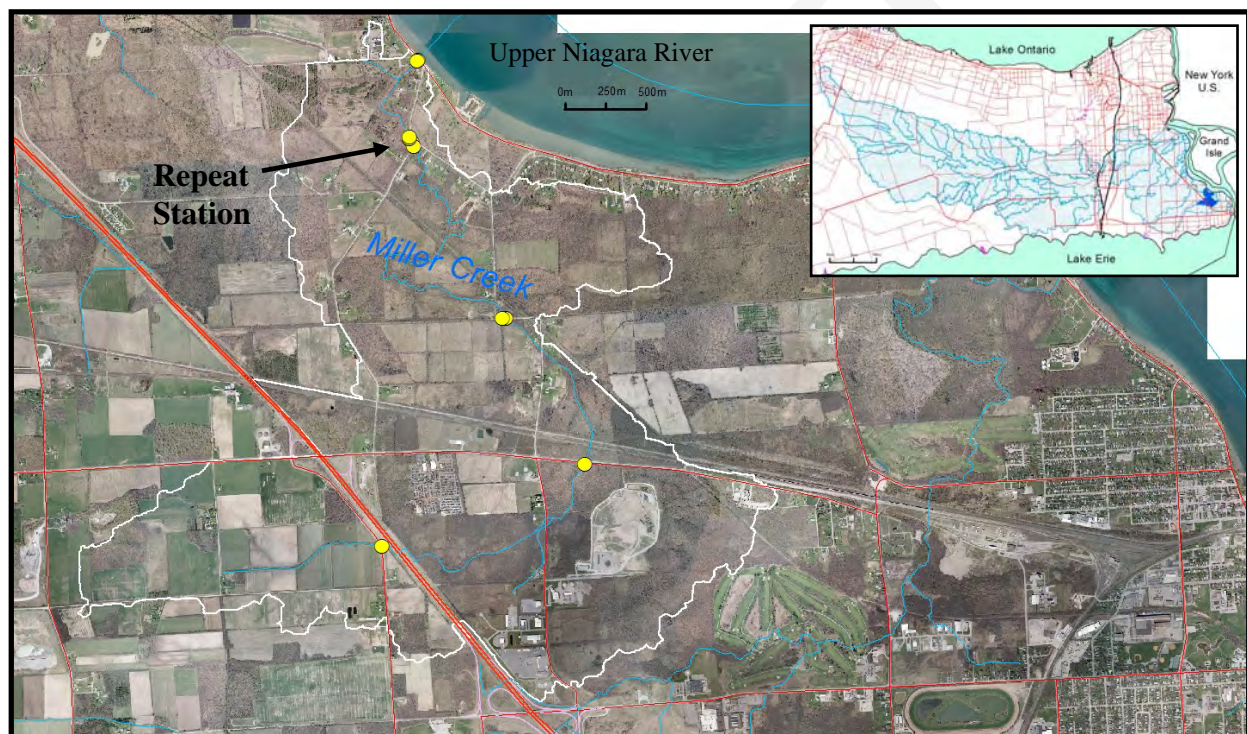 Upper Niagara River
0m 250m 500m
Repeat
Station
Miller Creek
Lake Ontario
New York
U.S.
Grand
Isle
Lake Erie